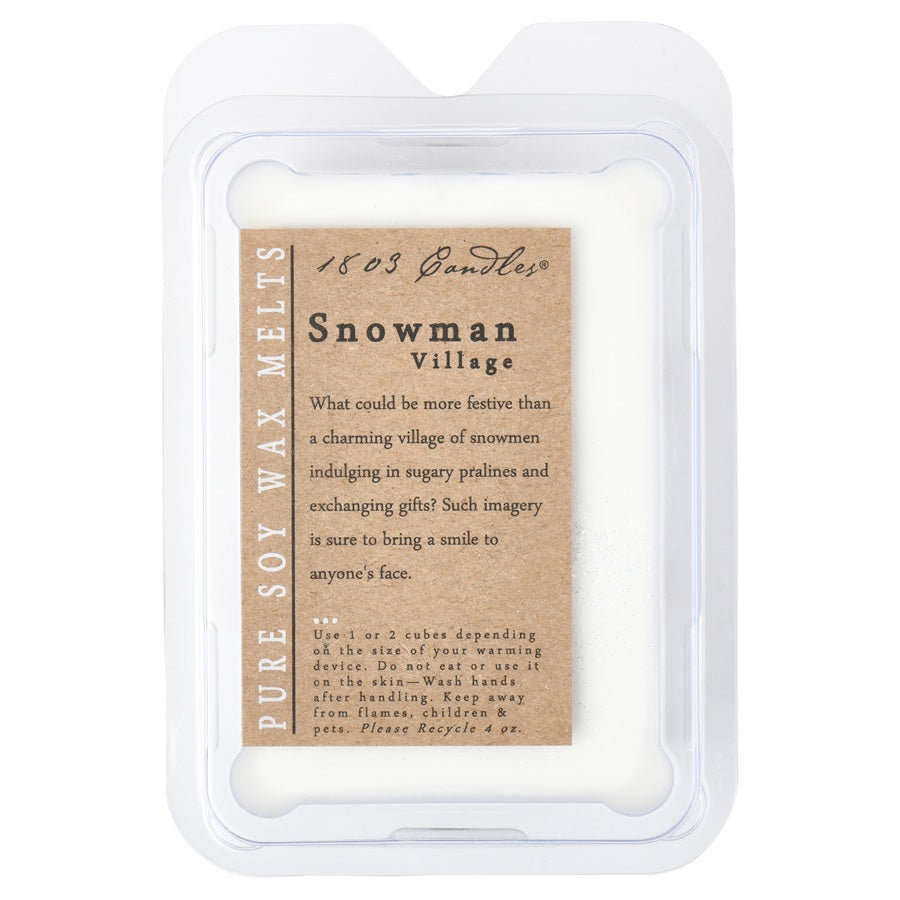 PURE SOY WAX MELTS
1803 Candles®
Snowman
Village
What could be more festive than
a charming village of snowmen
indulging in sugary pralines and
exchanging gifts? Such imagery
is sure to bring a smile to
anyone's face.
...
Use 1 or 2 cubes depending
on the size of your warming
device. Do not eat or use it
on the skin—Wash hands
after handling. Keep away
from flames, children &
pets. Please Recycle 4 oz.